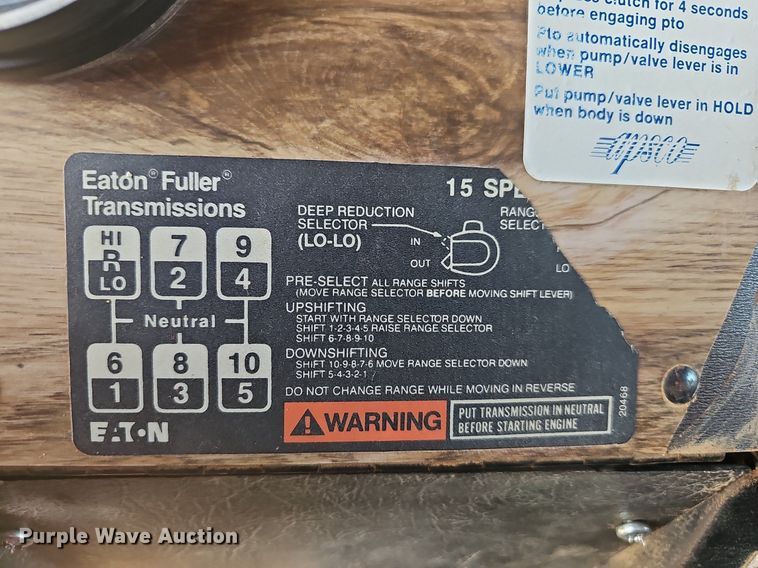 clutch for 4 seconds
before engaging pto
Pto automatically disengages
when pump/valve lever is in
LOWER
Put pump/valve lever in HOLD
when body is down
apsco
Eaton® Fuller®
Transmissions
15
HI
R
LO
7
2
9
4
Neutral
6
1
8
3
10
5
EATON
DEEP REDUCTION
SELECTOR
(LO-LO)
IN
OUT
LO
PRE-SELECT ALL RANGE SHIFTS
(MOVE RANGE SELECTOR BEFORE MOVING SHIFT LEVER)
UPSHIFTING
START WITH RANGE SELECTOR DOWN
SHIFT 1-2-3-4-5 RAISE RANGE SELECTOR
SHIFT 6-7-8-9-10
DOWNSHIFTING
SHIFT 10-9-8-7-6 MOVE RANGE SELECTOR DOWN
SHIFT 5-4-3-2-1
DO NOT CHANGE RANGE WHILE MOVING IN REVERSE
WARNING
PUT TRANSMISSION IN NEUTRAL
BEFORE STARTING ENGINE
20468
Purple Wave Auction®